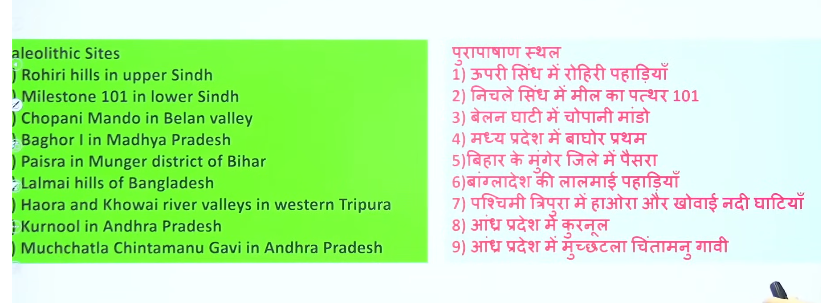 aleolithic Sites
) Rohiri hills in upper Sindh
Milestone 101 in lower Sindh
) Chopani Mando in Belan valley
Baghor I in Madhya Pradesh
) Paisra in Munger district of Bihar
Lalmai hills of Bangladesh
) Haora and Khowai river valleys in western Tripura
Kurnool in Andhra Pradesh
) Muchchatla Chintamanu Gavi in Andhra Pradesh
पुरापाषाण स्थल
1) ऊपरी सिंध में रोहिरी पहाड़ियाँ
2) निचले सिंध में मील का पत्थर 101
3) बेलन घाटी में चोपानी मांडो
4) मध्य प्रदेश में बाघोर प्रथम
5)बिहार के मुंगेर जिले में पैसरा
6)बांग्लादेश की लालमाई पहाड़ियाँ
7) पश्चिमी त्रिपुरा में हाओरा और खोवाई नदी घाटियाँ
8) आंध्र प्रदेश में कुरनूल
9) आंध्र प्रदेश में मुच्छटला चिंतामनु गावी